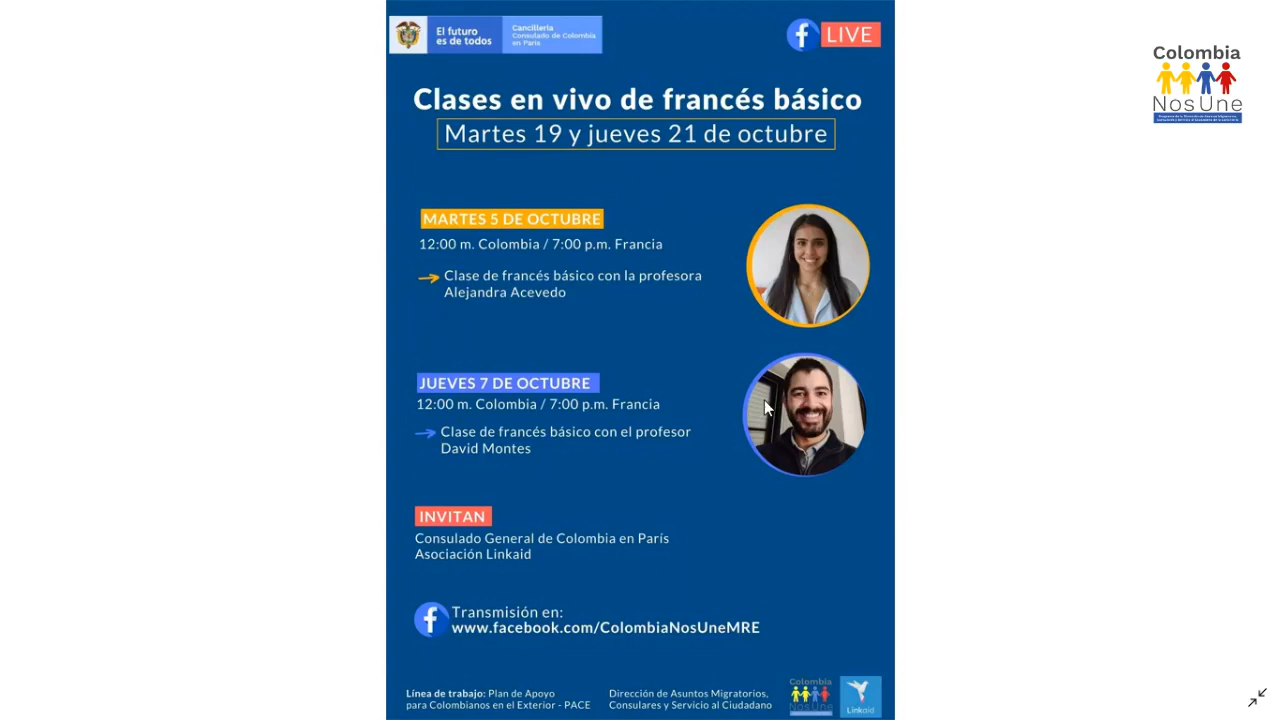 El futuro
es de todos
Cancillería
Consulado de Colombia
en París
LIVE
Colombia
NosUne
Clases en vivo de francés básico
Martes 19 y jueves 21 de octubre
MARTES 5 DE OCTUBRE
12:00 m. Colombia / 7:00 p.m. Francia
Clase de francés básico con la profesora
Alejandra Acevedo
JUEVES 7 DE OCTUBRE
12:00 m. Colombia / 7:00 p.m. Francia
Clase de francés básico con el profesor
David Montes
INVITAN
Consulado General de Colombia en París
Asociación Linkaid
Transmisión en:
www.facebook.com/ColombiaNosUneMRE
Línea de trabajo: Plan de Apoyo
para Colombianos en el Exterior - PACE
Dirección de Asuntos Migratorios,
Consulares y Servicio al Ciudadano
Colombia
NosUne
Linkaid